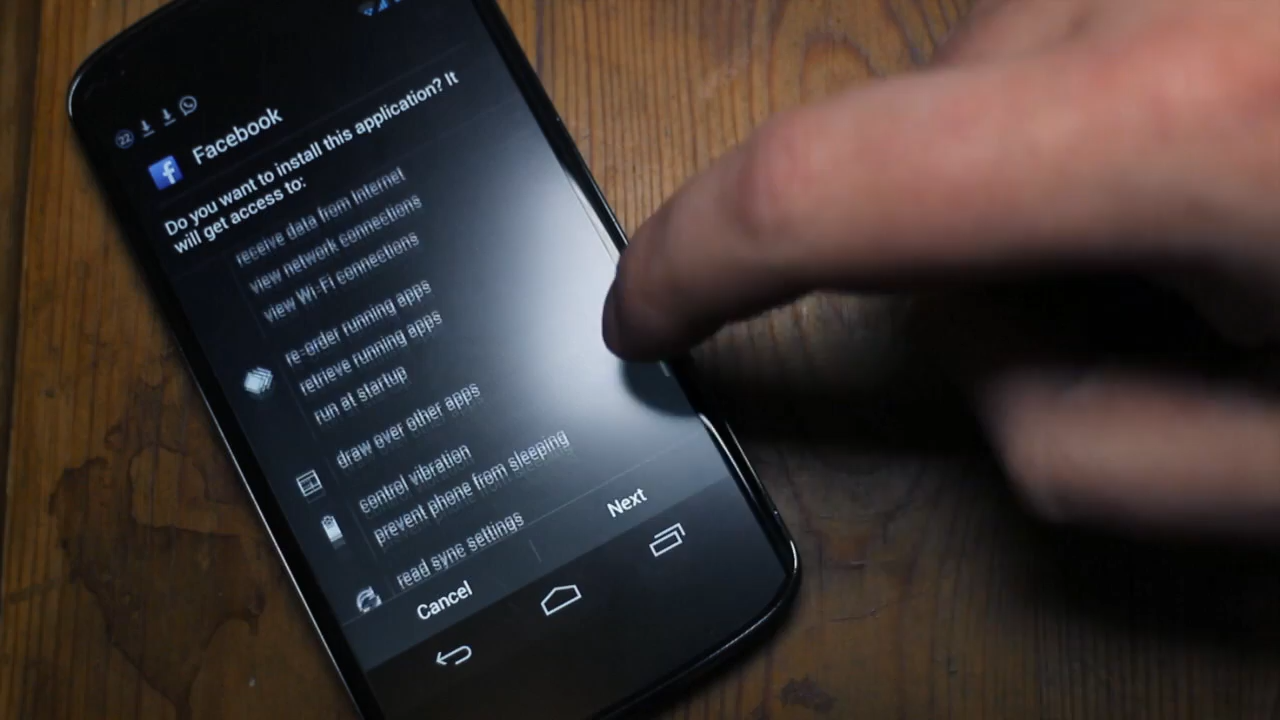 22
Facebook
Do you want to install this application? It
will get access to:
receive data from Internet
view network connections
view Wi-Fi connections
re-order running apps
retrieve running apps
run at startup
draw over other apps
control vibration
prevent phone from sleeping
read sync settings
Cancel
Next